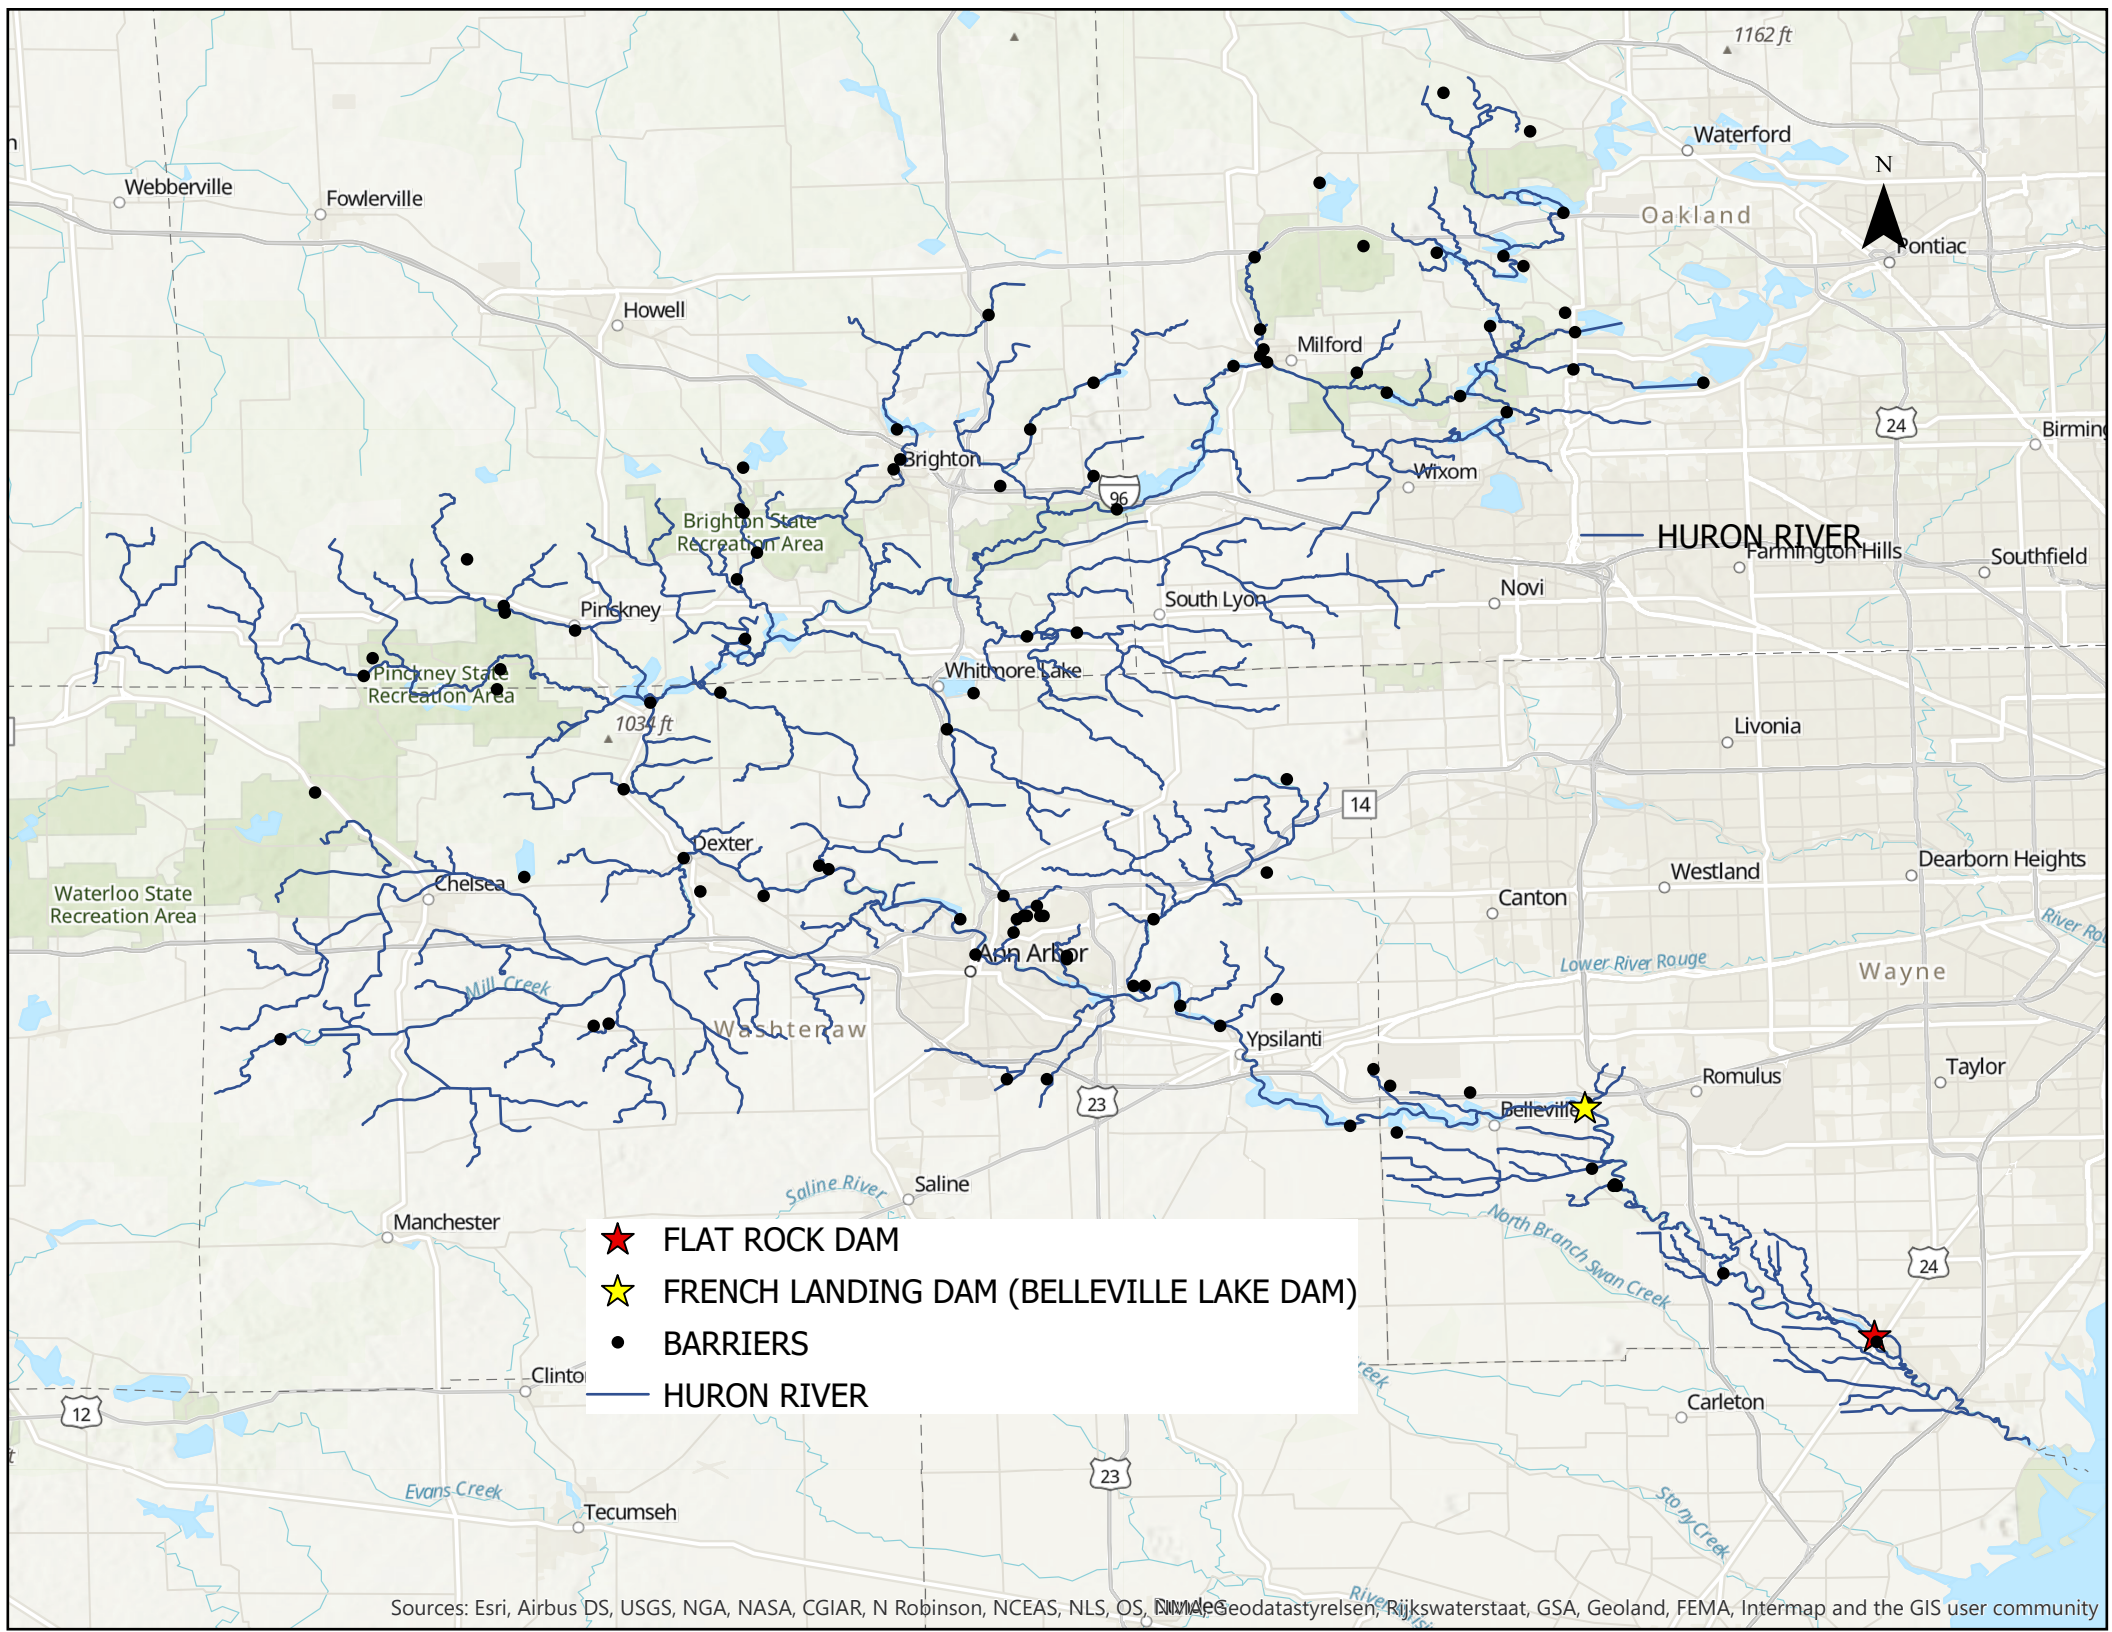 1162 ft
Waterford
N
Webberville
Fowlerville
Oakland
Pontiac
Howell
Milford
24
Birming
Brighton
Wixom
96
Brighton State
Recreation Area
HURON RIVER
Farmington Hills
Southfield
Novi
Pinckney
South Lyon
Pinckney State
Recreation Area
Whitmore Lake
1034 ft
Livonia
14
Dexter
Dearborn Heights
Westland
Chelsea
Waterloo State
Recreation Area
Canton
River Ro
Ann Arbor
Lower River Rouge
Wayne
Mill Creek
Washtenaw
Ypsilanti
Taylor
Romulus
23
Belleville
Saline River
Saline
Manchester
North Branch Swan Creek
FLAT ROCK DAM
24
FRENCH LANDING DAM (BELLEVILLE LAKE DAM)
BARRIERS
Clinto
reek
HURON RIVER
12
Carleton
23
Evans Creek
Tecumseh
Stony Creek
Sources: Esri, Airbus DS, USGS, NGA, NASA, CGIAR, N Robinson, NCEAS, NLS, OS, NMA, Geodatastyrelsen, Rijkswaterstaat, GSA, Geoland, FEMA, Intermap and the GIS user community
Dundee